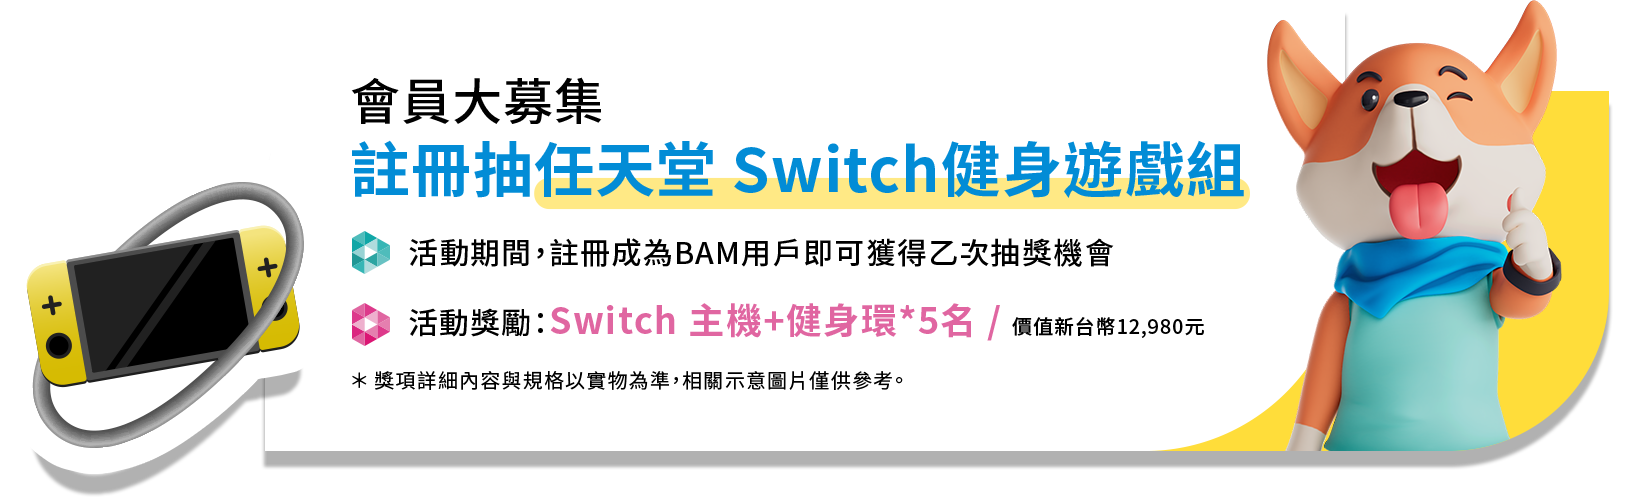 會員大募集
註冊抽任天堂 Switch健身遊戲組
活動期間，註冊成為BAM用戶即可獲得乙次抽獎機會
活動獎勵：Switch 主機+健身環*5名 / 價值新台幣12,980元
＊ 獎項詳細內容與規格以實物為準，相關示意圖片僅供參考。